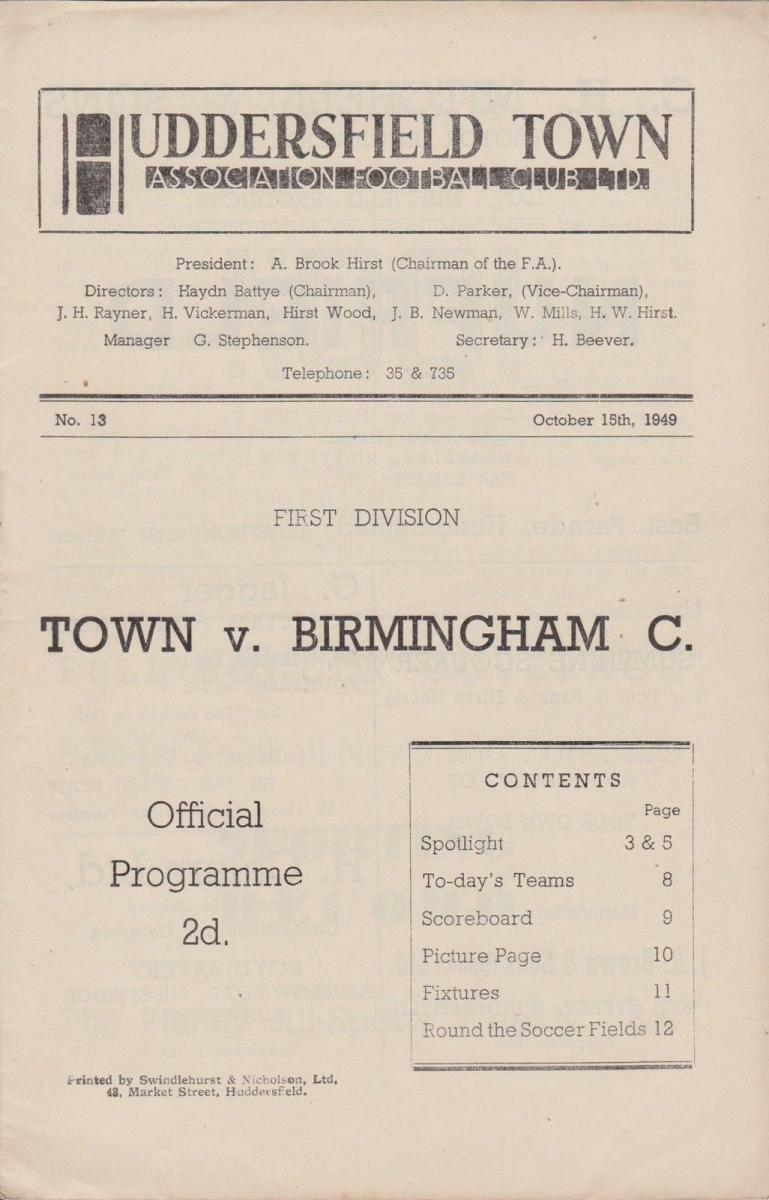 HUDDERSFIELD TOWN
ASSOCIATION FOOTBALL CLUB LTD.
President: A. Brook Hirst (Chairman of the F.A.).
Directors: Haydn Battye (Chairman), D. Parker, (Vice-Chairman),
J. H. Rayner, H. Vickerman, Hirst Wood, J. B. Newman, W. Mills, H. W. Hirst.
Manager G. Stephenson. Secretary: H. Beever.
Telephone: 35 & 735
No. 13 October 15th, 1949
FIRST DIVISION
TOWN v. BIRMINGHAM C.
Official
Programme
2d.
CONTENTS
Page
Spotlight 3 & 5
To-day's Teams 8
Scoreboard 9
Picture Page 10
Fixtures 11
Round the Soccer Fields 12
Printed by Swindlehurst & Nicholson, Ltd,
43, Market Street, Huddersfield.